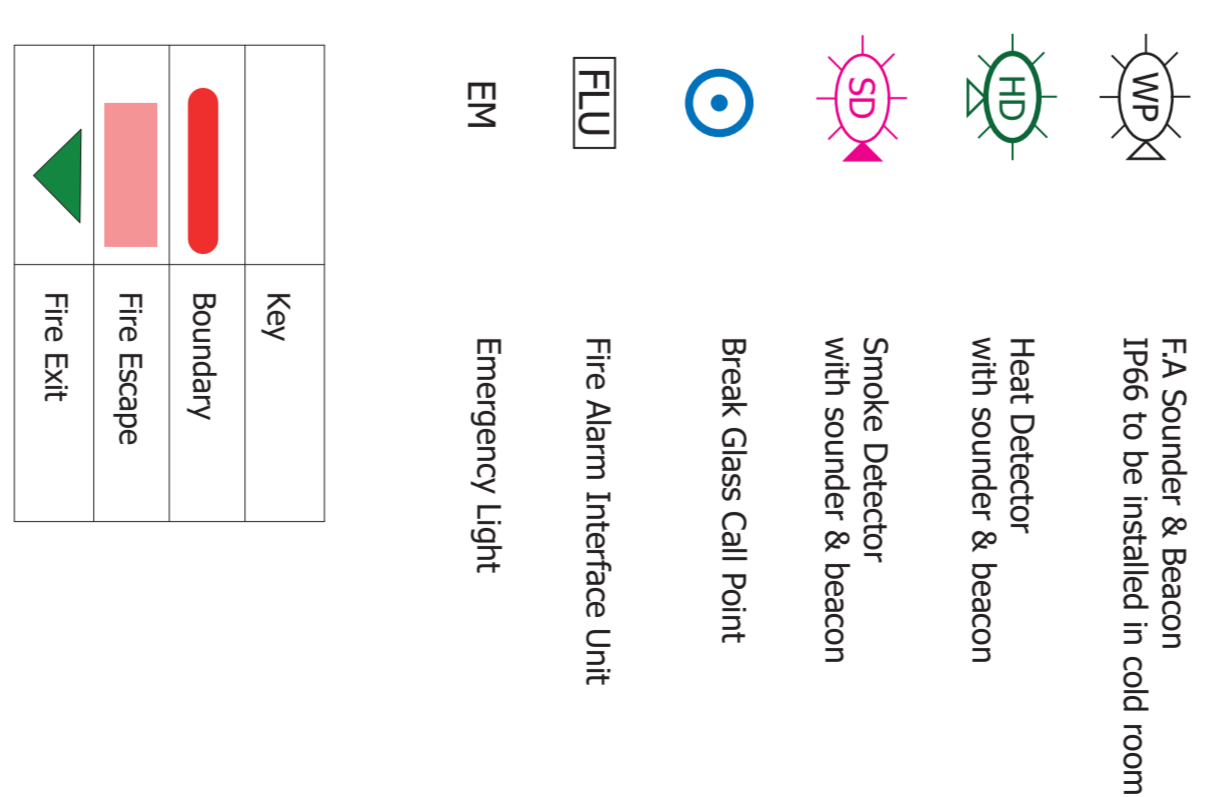 WP
F.A Sounder & Beacon
IP66 to be installed in cold room
HD
Heat Detector
with sounder & beacon
SD
Smoke Detector
with sounder & beacon
Break Glass Call Point
FLU
Fire Alarm Interface Unit
EM
Emergency Light
Key
Boundary
Fire Escape
Fire Exit